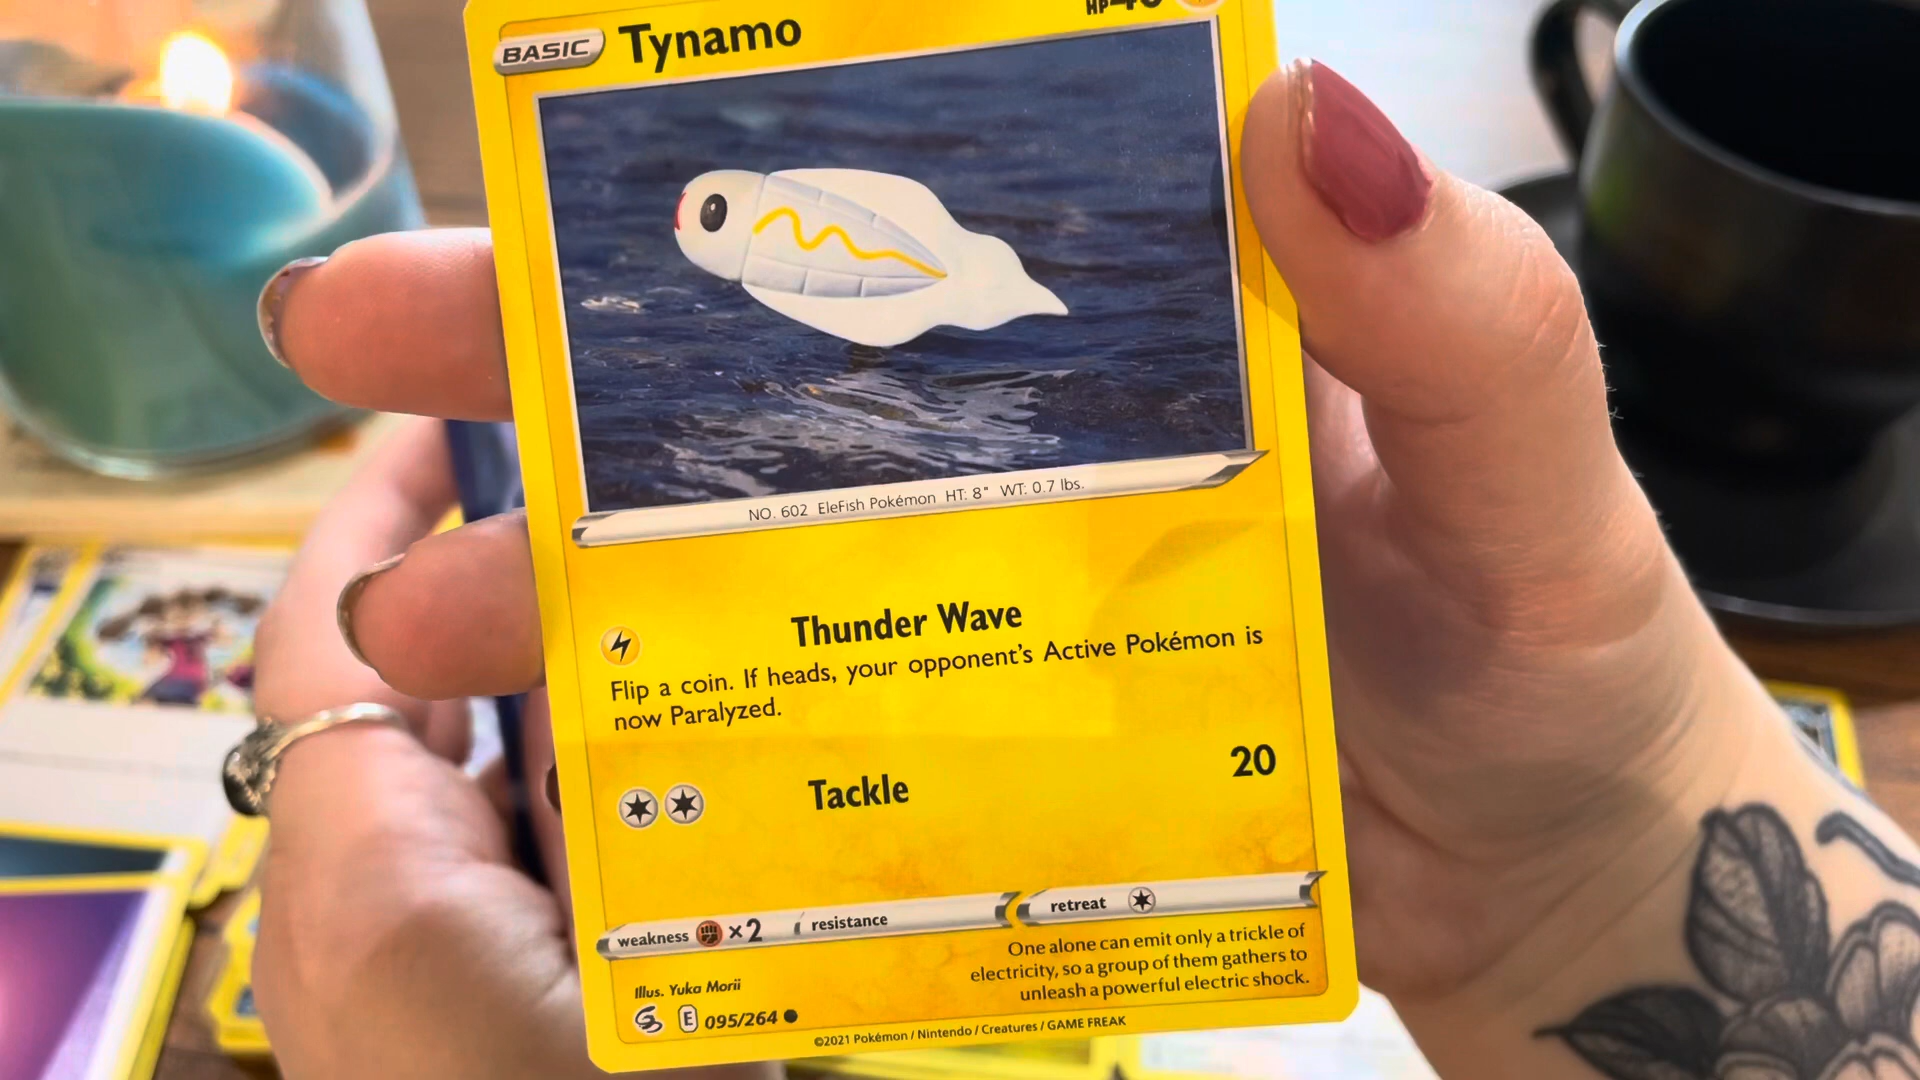 BASIC Tynamo HP
NO. 602 EleFish Pokémon HT: 8" WT: 0.7 lbs.
Thunder Wave
Flip a coin. If heads, your opponent's Active Pokémon is
now Paralyzed.
Tackle 20
weakness ×2 resistance retreat
One alone can emit only a trickle of
electricity, so a group of them gathers to
unleash a powerful electric shock.
Illus. Yuka Morii
E 095/264
©2021 Pokémon / Nintendo / Creatures / GAME FREAK